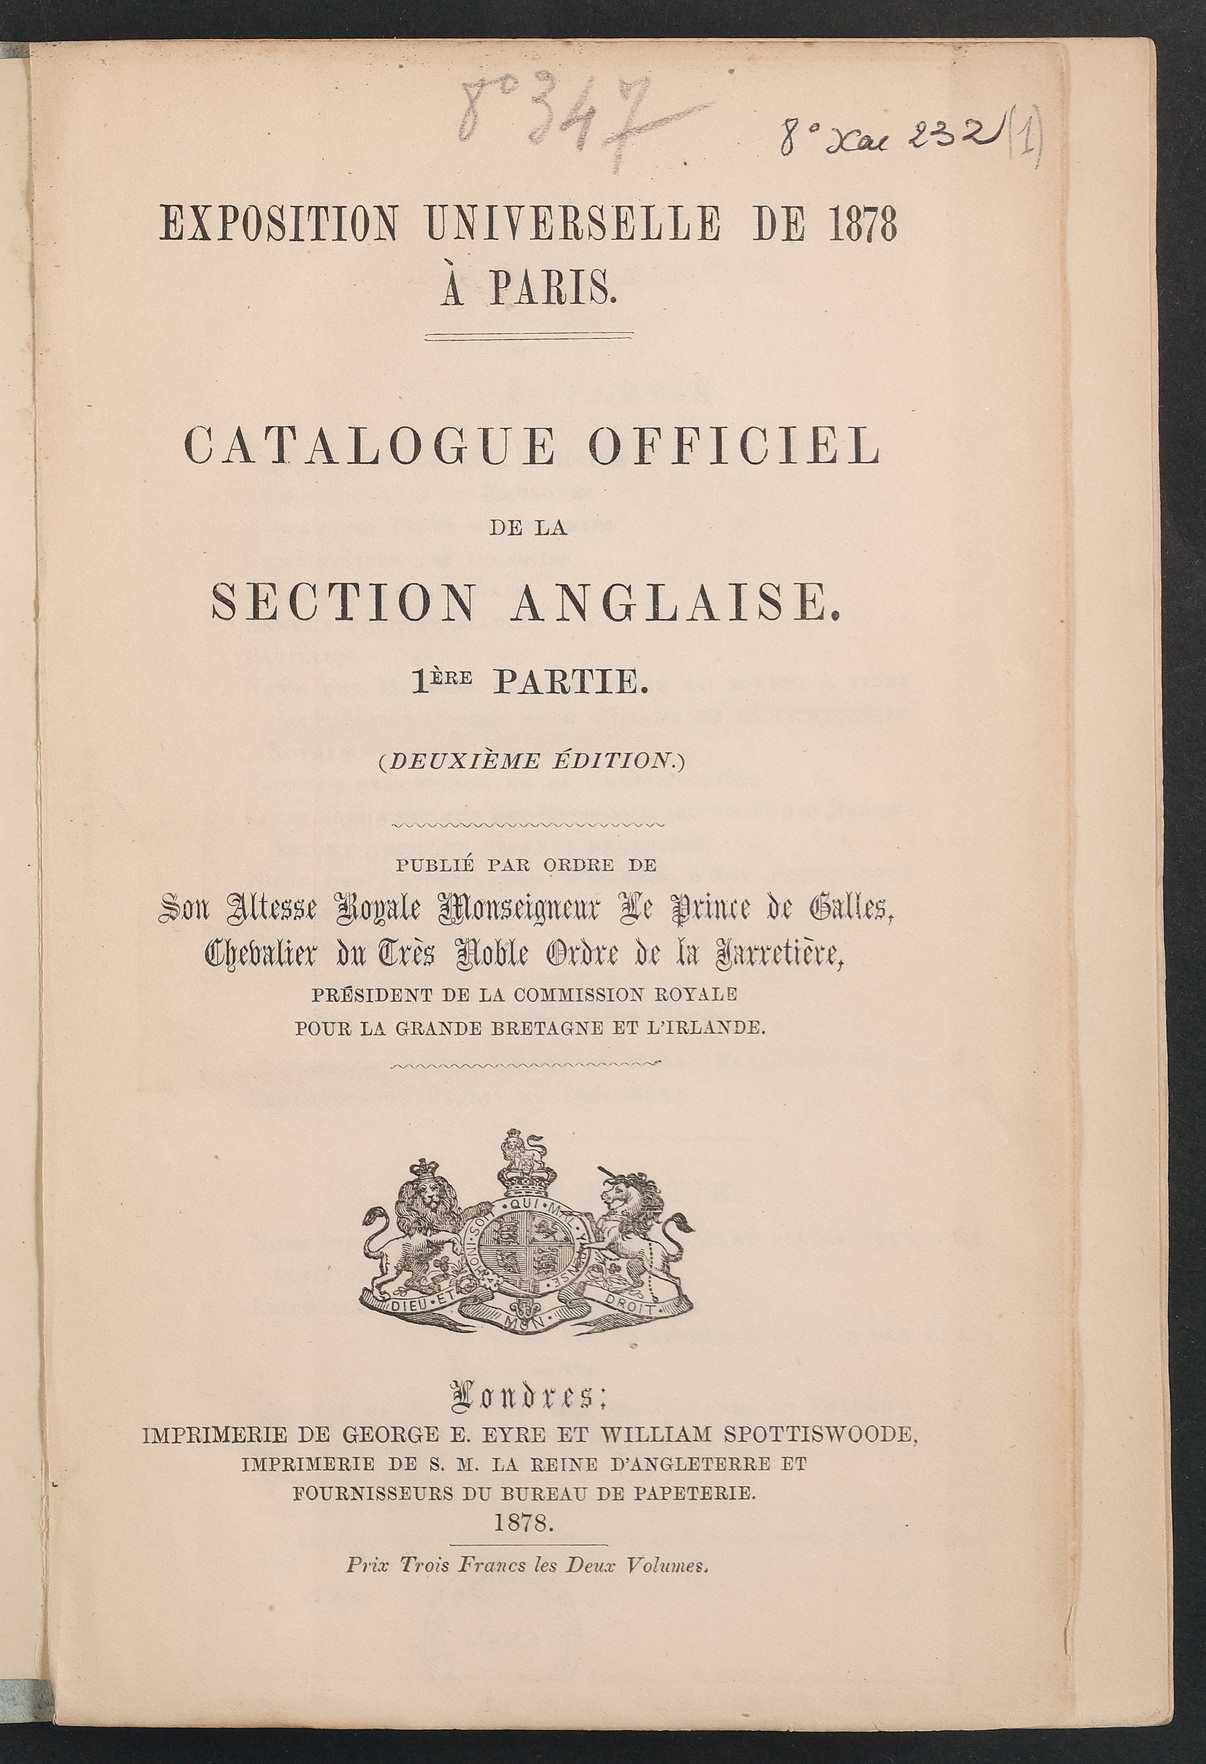 8º 347
8º Xae 232 (1)
EXPOSITION UNIVERSELLE DE 1878
À PARIS.
CATALOGUE OFFICIEL
DE LA
SECTION ANGLAISE.
1ÈRE PARTIE.
(DEUXIÈME ÉDITION.)
PUBLIÉ PAR ORDRE DE
Son Altesse Royale Monseigneur Le Prince de Galles,
Chevalier du Très Noble Ordre de la Jarretière,
PRÉSIDENT DE LA COMMISSION ROYALE
POUR LA GRANDE BRETAGNE ET L'IRLANDE.
HONI · SOIT · QUI · MAL · Y · PENSE ·
DIEU · ET · MON · DROIT ·
Londres:
IMPRIMERIE DE GEORGE E. EYRE ET WILLIAM SPOTTISWOODE,
IMPRIMERIE DE S. M. LA REINE D'ANGLETERRE ET
FOURNISSEURS DU BUREAU DE PAPETERIE.
1878.
Prix Trois Francs les Deux Volumes.